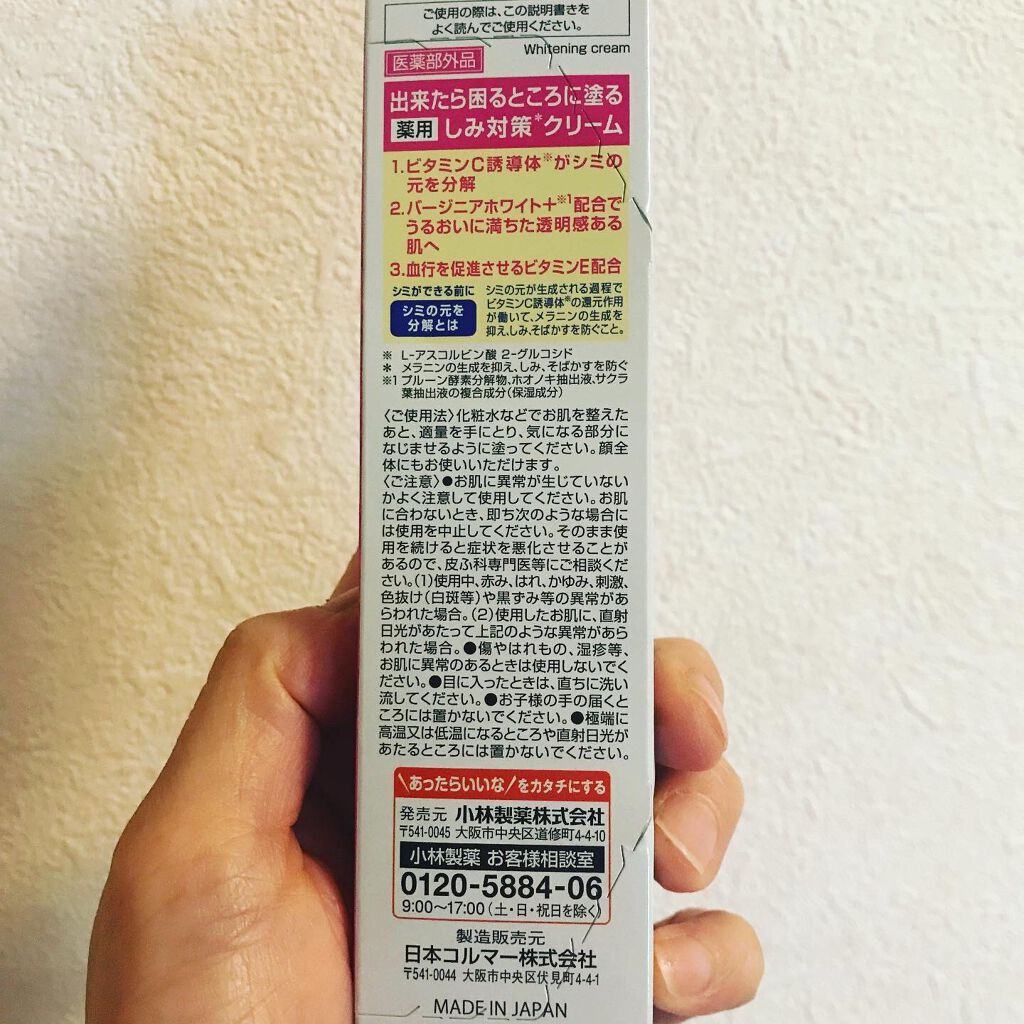 ご使用の際は、この説明書きを
よく読んでご使用ください。
Whitening cream
医薬部外品
出来たら困るところに塗る
薬用 しみ対策*クリーム
1.ビタミンC誘導体※がシミの
元を分解
2.バージニアホワイト+※1配合で
うるおいに満ちた透明感ある
肌へ
3.血行を促進させるビタミンE配合
シミができる前に
シミの元を
分解とは
シミの元が生成される過程で
ビタミンC誘導体※の還元作用
が働いて、メラニンの生成を
抑え、しみ、そばかすを防ぐこと。
※ L-アスコルビン酸 2-グルコシド
* メラニンの生成を抑え、しみ、そばかすを防ぐ
※1 プルーン酵素分解物、ホオノキ抽出液、サクラ
葉抽出液の複合成分(保湿成分)
〈ご使用法〉化粧水などでお肌を整えた
あと、適量を手にとり、気になる部分に
なじませるように塗ってください。顔全
体にもお使いいただけます。
〈ご注意〉●お肌に異常が生じていない
かよく注意して使用してください。お肌
に合わないとき、即ち次のような場合に
は使用を中止してください。そのまま使
用を続けると症状を悪化させることが
あるので、皮ふ科専門医等にご相談くだ
さい。(1)使用中、赤み、はれ、かゆみ、刺激、
色抜け(白斑等)や黒ずみ等の異常があ
らわれた場合。(2)使用したお肌に、直射
日光があたって上記のような異常があら
われた場合。●傷やはれもの、湿疹等、
お肌に異常のあるときは使用しないでく
ださい。●目に入ったときは、直ちに洗い
流してください。●お子様の手の届くと
ころには置かないでください。●極端に
高温又は低温になるところや直射日光が
あたるところには置かないでください。
\あったらいいな/をカタチにする
発売元 小林製薬株式会社
〒541-0045 大阪市中央区道修町4-4-10
小林製薬 お客様相談室
0120-5884-06
9:00~17:00(土・日・祝日を除く)
製造販売元
日本コルマー株式会社
〒541-0044 大阪市中央区伏見町4-4-1
MADE IN JAPAN